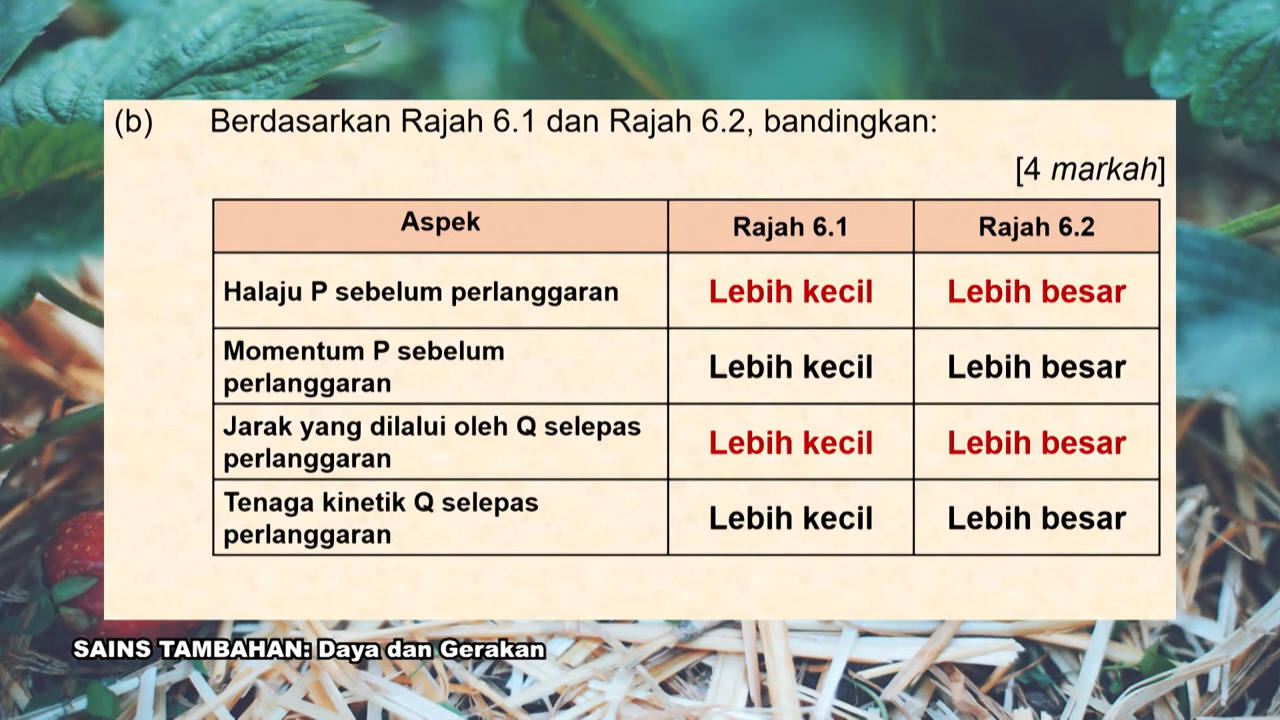 (b) Berdasarkan Rajah 6.1 dan Rajah 6.2, bandingkan:
[4 markah]
Aspek Rajah 6.1 Rajah 6.2
Halaju P sebelum perlanggaran Lebih kecil Lebih besar
Momentum P sebelum
perlanggaran Lebih kecil Lebih besar
Jarak yang dilalui oleh Q selepas
perlanggaran Lebih kecil Lebih besar
Tenaga kinetik Q selepas
perlanggaran Lebih kecil Lebih besar
SAINS TAMBAHAN: Daya dan Gerakan